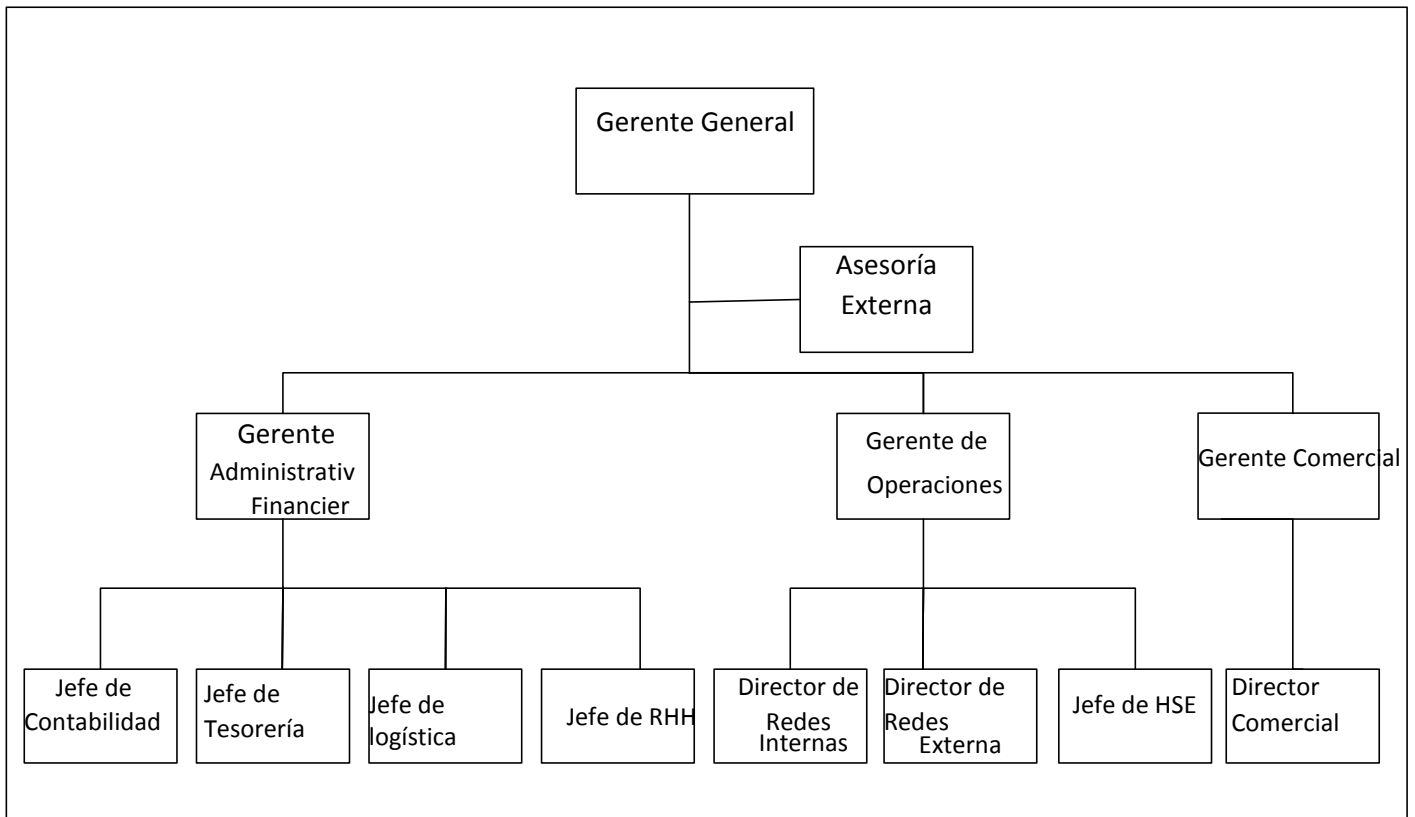 Gerente General
Asesoría
Externa
Gerente
Administrativ
Financier
Gerente de
Operaciones
Gerente Comercial
Jefe de
Contabilidad
Jefe de
Tesorería
Jefe de
logística
Jefe de RHH
Director de
Redes
Internas
Director de
Redes
Externa
Jefe de HSE
Director
Comercial